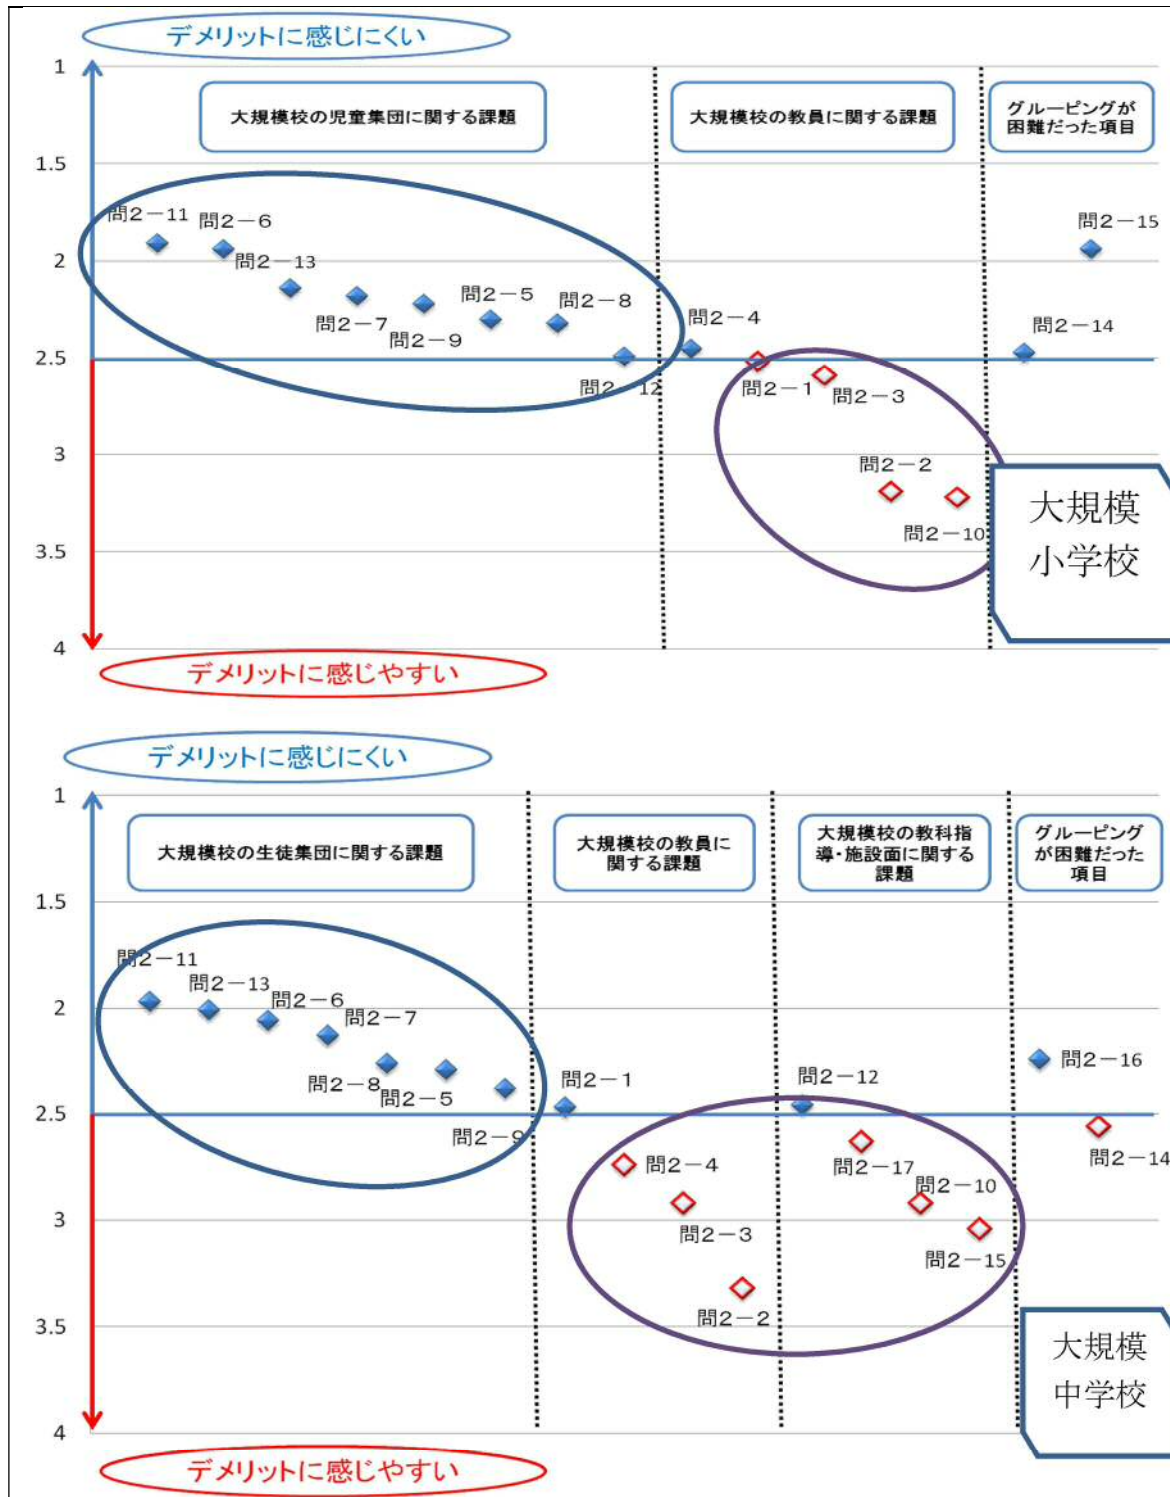 デメリットに感じにくい
1
大規模校の児童集団に関する課題
大規模校の教員に関する課題
グルーピングが
困難だった項目
1.5
問2－11
問2－6
問2－15
2
問2－13
問2－5
問2－8
問2－7
問2－9
問2－4
問2－14
2.5
問2－12
問2－1
問2－3
3
問2－2
問2－10
大規模
小学校
3.5
4
デメリットに感じやすい
デメリットに感じにくい
1
大規模校の生徒集団に関する課題
大規模校の教員に
関する課題
大規模校の教科指
導・施設面に関する
課題
グルーピング
が困難だった
項目
1.5
問2－11
問2－13
2
問2－6
問2－7
問2－8
問2－5
問2－1
問2－12
問2－16
2.5
問2－9
問2－4
問2－17
問2－14
問2－10
3
問2－3
問2－15
問2－2
3.5
大規模
中学校
4
デメリットに感じやすい